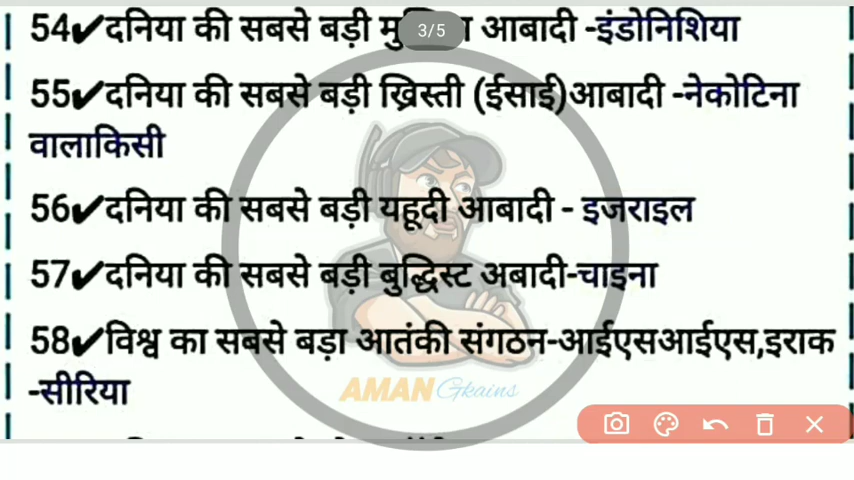 3/5
54✔दनिया की सबसे बड़ी आबादी -इंडोनिशिया
55✔दनिया की सबसे बड़ी ख्रिस्ती (ईसाई)आबादी -नेकोटिना
वालाकिसी
56✔दनिया की सबसे बड़ी यहूदी आबादी - इजराइल
57✔दनिया की सबसे बड़ी बुद्धिस्ट अबादी-चाइना
58✔विश्व का सबसे बड़ा आतंकी संगठन-आईएसआईएस,इराक
-सीरिया
AMAN Gkains